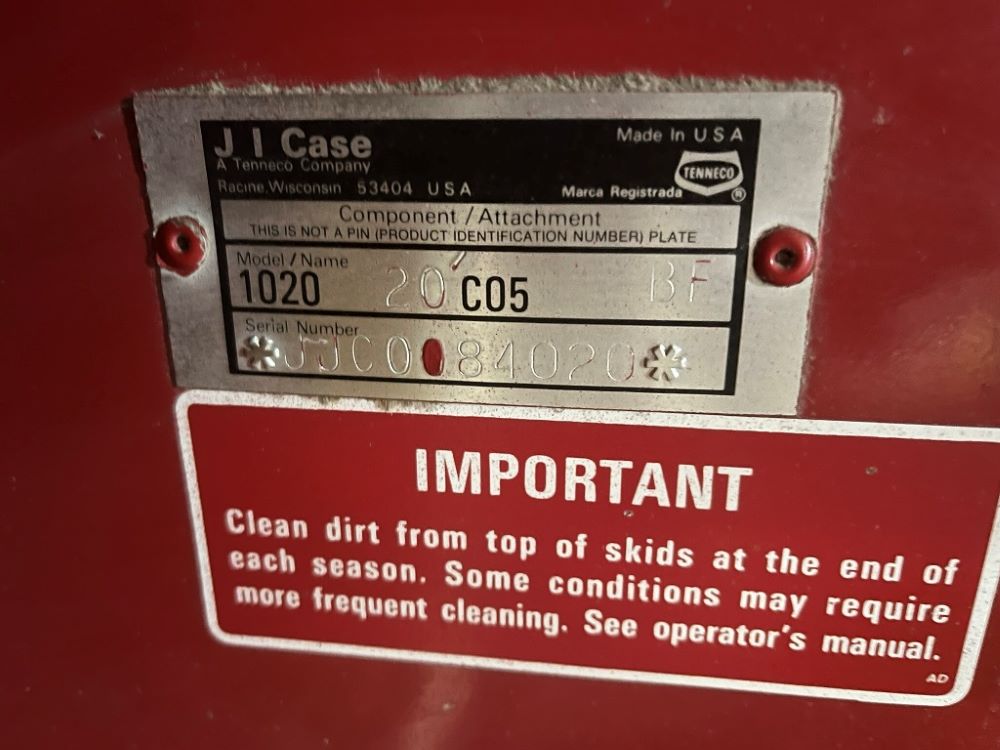 J I Case
Made In U S A
A Tenneco Company
TENNECO
Racine, Wisconsin 53404 USA
Marca Registrada ®
Component / Attachment
THIS IS NOT A PIN (PRODUCT IDENTIFICATION NUMBER) PLATE
Model / Name
1020 20' C05 BF
Serial Number
*JJC0084020*
IMPORTANT
Clean dirt from top of skids at the end of
each season. Some conditions may require
more frequent cleaning. See operator's manual.
AD